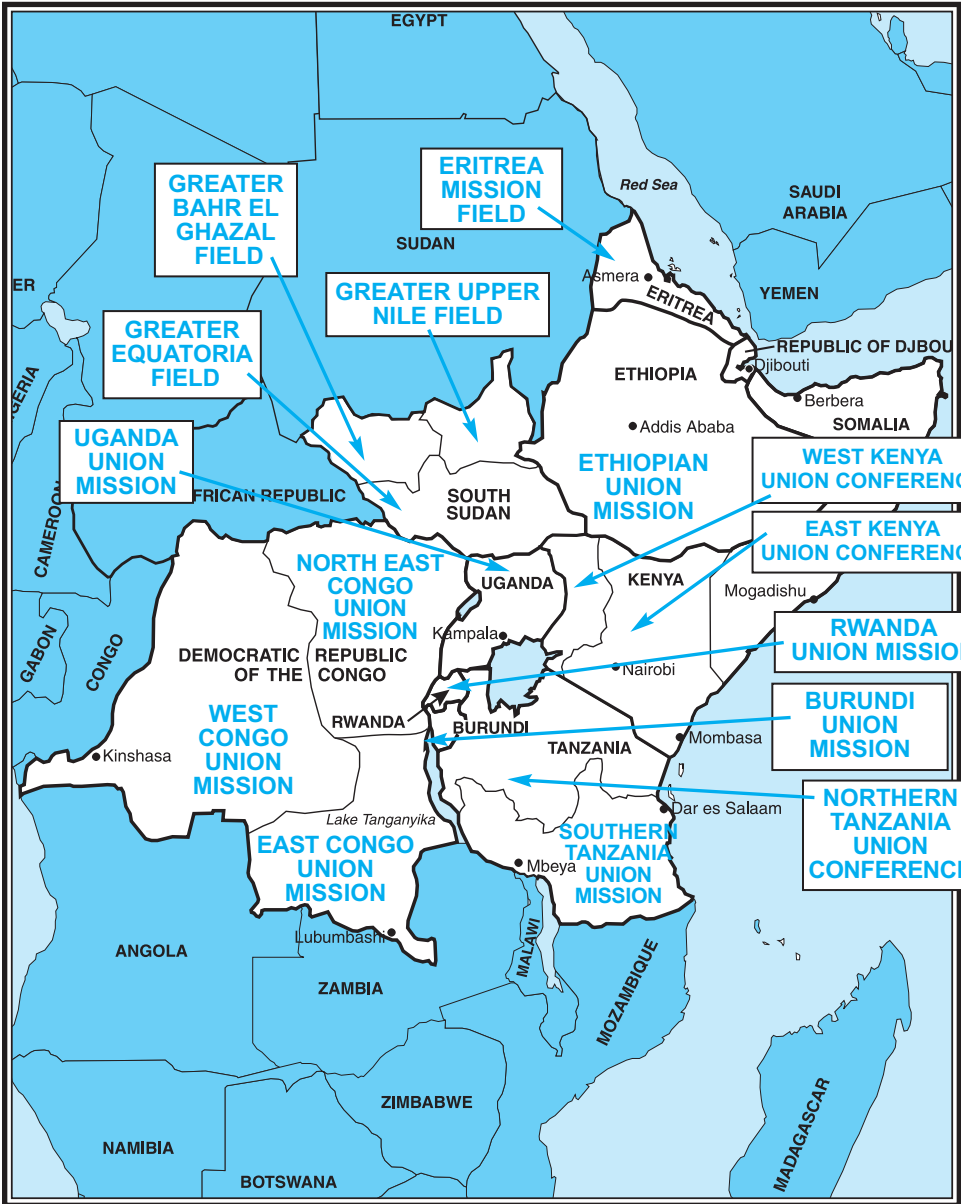 EGYPT
Red Sea
SAUDI
ARABIA
GREATER
BAHR EL
GHAZAL
FIELD
ERITREA
MISSION
FIELD
SUDAN
ER
Asmera
ERITREA
YEMEN
GREATER UPPER
NILE FIELD
GREATER
EQUATORIA
FIELD
REPUBLIC OF DJBOU
Djibouti
ETHIOPIA
Berbera
GERIA
SOMALIA
Addis Ababa
UGANDA
UNION
MISSION
ETHIOPIAN
UNION
MISSION
WEST KENYA
UNION CONFERENC
FRICAN REPUBLIC
SOUTH
SUDAN
CAMEROON
EAST KENYA
UNION CONFERENC
NORTH EAST
CONGO
UNION
MISSION
UGANDA
KENYA
Mogadishu
GABON
CONGO
Kampala
RWANDA
UNION MISSION
DEMOCRATIC REPUBLIC
OF THE CONGO
Nairobi
RWANDA
BURUNDI
BURUNDI
UNION
MISSION
WEST
CONGO
UNION
MISSION
TANZANIA
Mombasa
Kinshasa
NORTHERN
TANZANIA
UNION
CONFERENCE
Dar es Salaam
Lake Tanganyika
EAST CONGO
UNION
MISSION
SOUTHERN
TANZANIA
UNION
MISSION
Mbeya
Lubumbashi
ANGOLA
MALAWI
ZAMBIA
MOZAMBIQUE
ZIMBABWE
NAMIBIA
BOTSWANA
MADAGASCAR